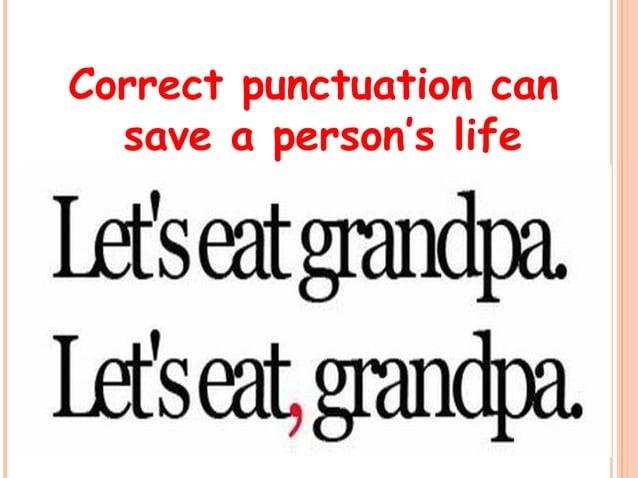 Correct punctuation can
save a person’s life
Let's eat grandpa.
Let's eat, grandpa.